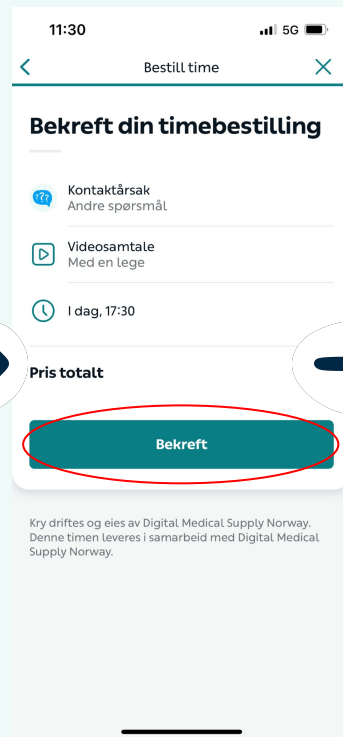 11:30
5G
Bestill time
Bekreft din timebestilling
???
Kontaktårsak
Andre spørsmål
Videosamtale
Med en lege
I dag, 17:30
Pris totalt
Bekreft
Kry driftes og eies av Digital Medical Supply Norway.
Denne timen leveres i samarbeid med Digital Medical
Supply Norway.